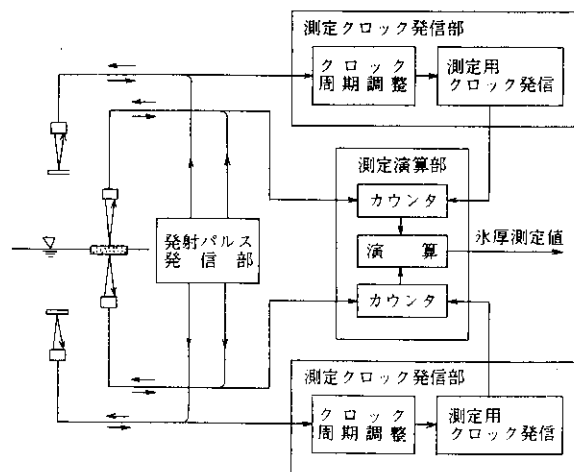 測定クロック発信部
クロック
周期調整
測定用
クロック発信
測定演算部
カウンタ
発射パルス
発信部
演算
氷厚測定値
カウンタ
測定クロック発信部
クロック
周期調整
測定用
クロック発信